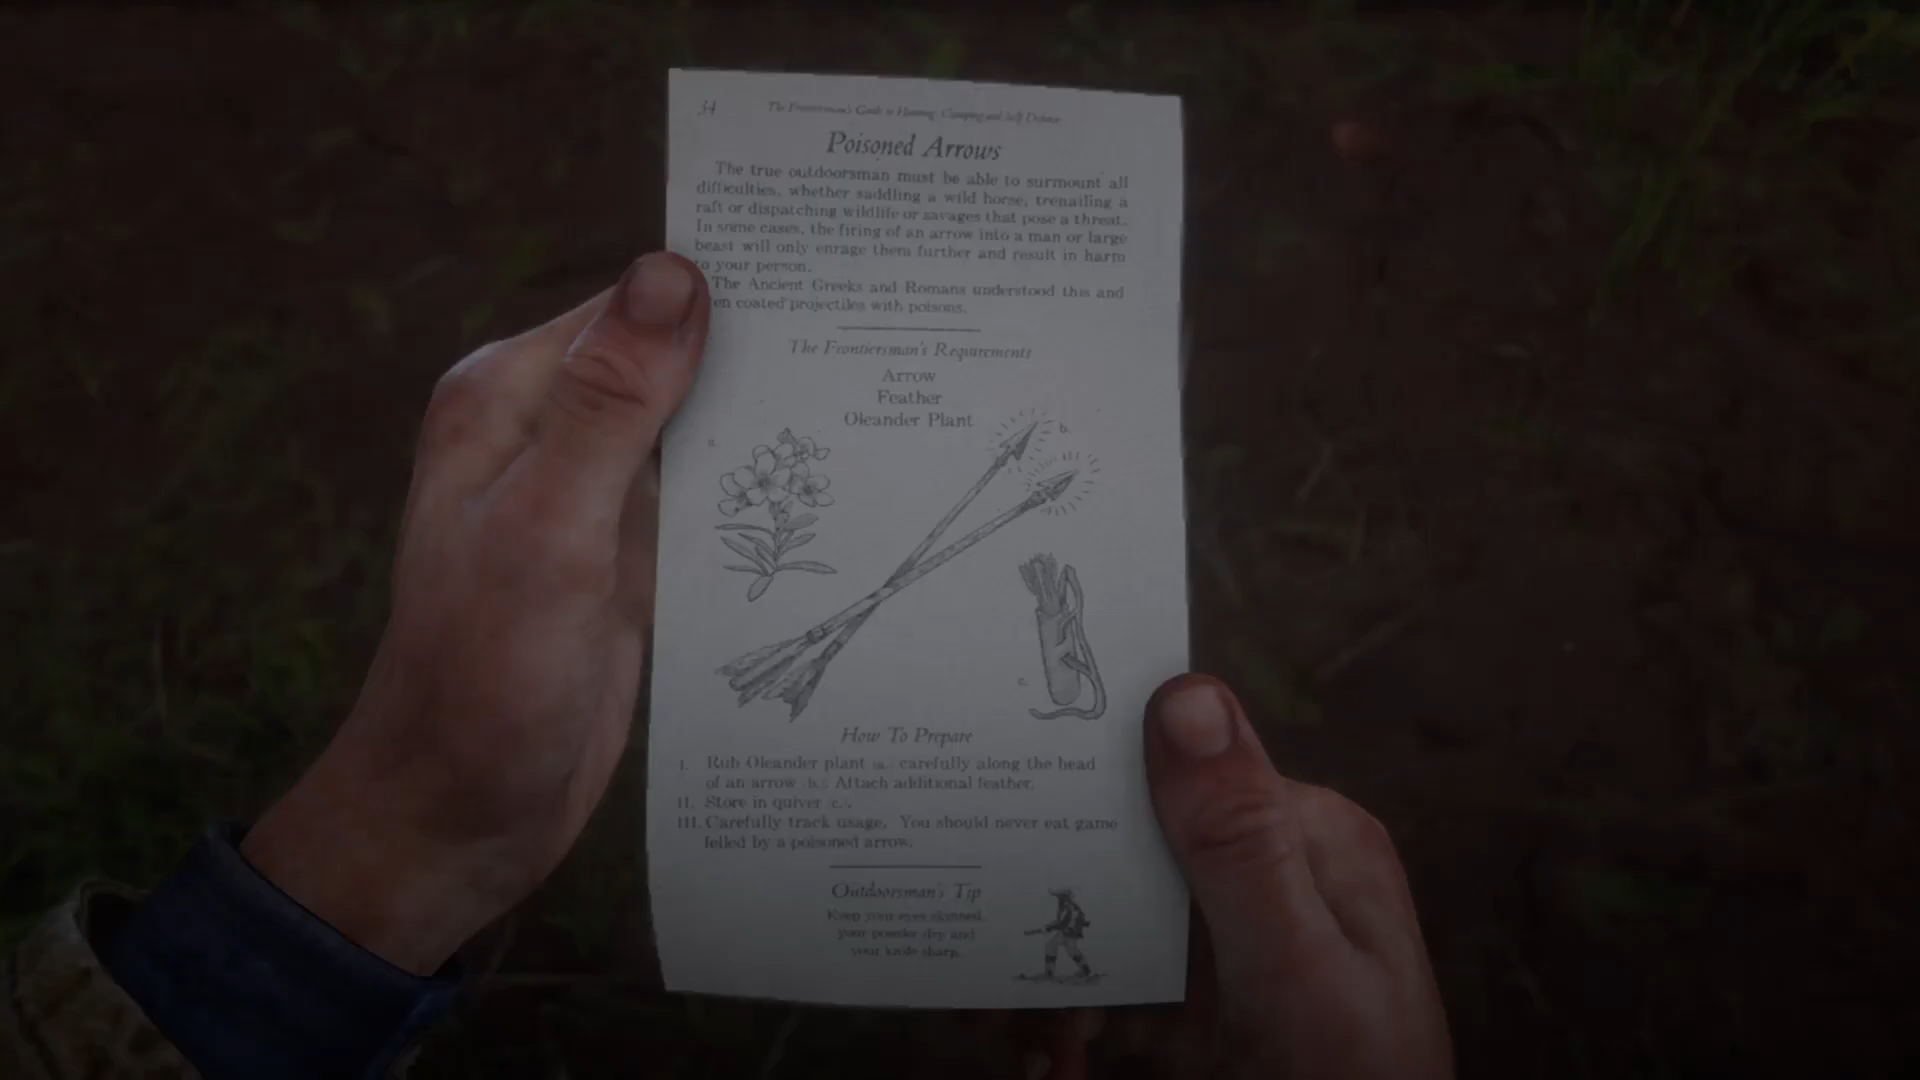 34 The Frontiersman's Guide to Hunting, Camping and Self Defense
Poisoned Arrows
The true outdoorsman must be able to surmount all
difficulties, whether saddling a wild horse, trenailing a
raft or dispatching wildlife or savages that pose a threat.
In some cases, the firing of an arrow into a man or large
beast will only enrage them further and result in harm
to your person.
The Ancient Greeks and Romans understood this and
en coated projectiles with poisons.
The Frontiersman's Requirements
Arrow
Feather
Oleander Plant
a.
b.
c.
How To Prepare
I. Rub Oleander plant (a.) carefully along the head
of an arrow (b.). Attach additional feather.
II. Store in quiver (c.).
III. Carefully track usage. You should never eat game
felled by a poisoned arrow.
Outdoorsman's Tip
Keep your eyes skinned,
your powder dry and
your knife sharp.